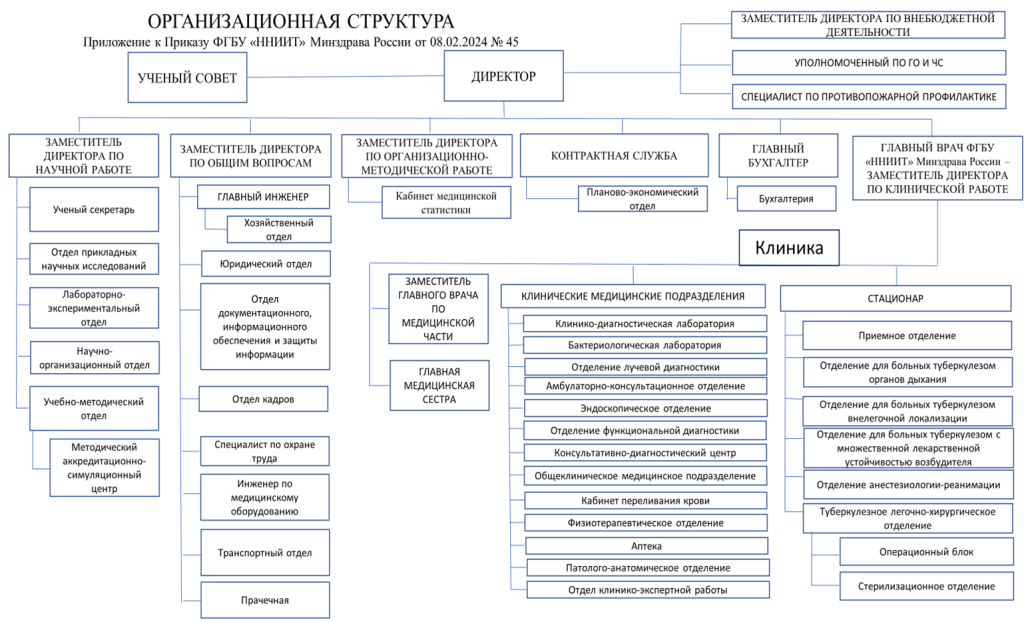 ОРГАНИЗАЦИОННАЯ СТРУКТУРА
Приложение к Приказу ФГБУ «ННИИТ» Минздрава России от 08.02.2024 № 45
УЧЕНЫЙ СОВЕТ
ДИРЕКТОР
ЗАМЕСТИТЕЛЬ ДИРЕКТОРА ПО ВНЕБЮДЖЕТНОЙ
ДЕЯТЕЛЬНОСТИ
УПОЛНОМОЧЕННЫЙ ПО ГО И ЧС
СПЕЦИАЛИСТ ПО ПРОТИВОПОЖАРНОЙ ПРОФИЛАКТИКЕ
ЗАМЕСТИТЕЛЬ
ДИРЕКТОРА ПО
НАУЧНОЙ РАБОТЕ
Ученый секретарь
Отдел прикладных
научных исследований
Лабораторно-
экспериментальный
отдел
Научно-
организационный отдел
Учебно-методический
отдел
Методический
аккредитационно-
симуляционный
центр
ЗАМЕСТИТЕЛЬ ДИРЕКТОРА
ПО ОБЩИМ ВОПРОСАМ
ГЛАВНЫЙ ИНЖЕНЕР
Хозяйственный
отдел
Юридический отдел
Отдел
документационного,
информационного
обеспечения и защиты
информации
Отдел кадров
Специалист по охране
труда
Инженер по
медицинскому
оборудованию
Транспортный отдел
Прачечная
ЗАМЕСТИТЕЛЬ ДИРЕКТОРА
ПО ОРГАНИЗАЦИОННО-
МЕТОДИЧЕСКОЙ РАБОТЕ
Кабинет медицинской
статистики
КОНТРАКТНАЯ СЛУЖБА
Планово-экономический
отдел
ГЛАВНЫЙ
БУХГАЛТЕР
Бухгалтерия
ГЛАВНЫЙ ВРАЧ ФГБУ
«ННИИТ» Минздрава России –
ЗАМЕСТИТЕЛЬ ДИРЕКТОРА
ПО КЛИНИЧЕСКОЙ РАБОТЕ
Клиника
ЗАМЕСТИТЕЛЬ
ГЛАВНОГО ВРАЧА
ПО
МЕДИЦИНСКОЙ
ЧАСТИ
ГЛАВНАЯ
МЕДИЦИНСКАЯ
СЕСТРА
КЛИНИЧЕСКИЕ МЕДИЦИНСКИЕ ПОДРАЗДЕЛЕНИЯ
Клинико-диагностическая лаборатория
Бактериологическая лаборатория
Отделение лучевой диагностики
Амбулаторно-консультационное отделение
Эндоскопическое отделение
Отделение функциональной диагностики
Консультативно-диагностический центр
Общеклиническое медицинское подразделение
Кабинет переливания крови
Физиотерапевтическое отделение
Аптека
Патолого-анатомическое отделение
Отдел клинико-экспертной работы
СТАЦИОНАР
Приемное отделение
Отделение для больных туберкулезом
органов дыхания
Отделение для больных туберкулезом
внелегочной локализации
Отделение для больных туберкулезом с
множественной лекарственной
устойчивостью возбудителя
Отделение анестезиологии-реанимации
Туберкулезное легочно-хирургическое
отделение
Операционный блок
Стерилизационное отделение